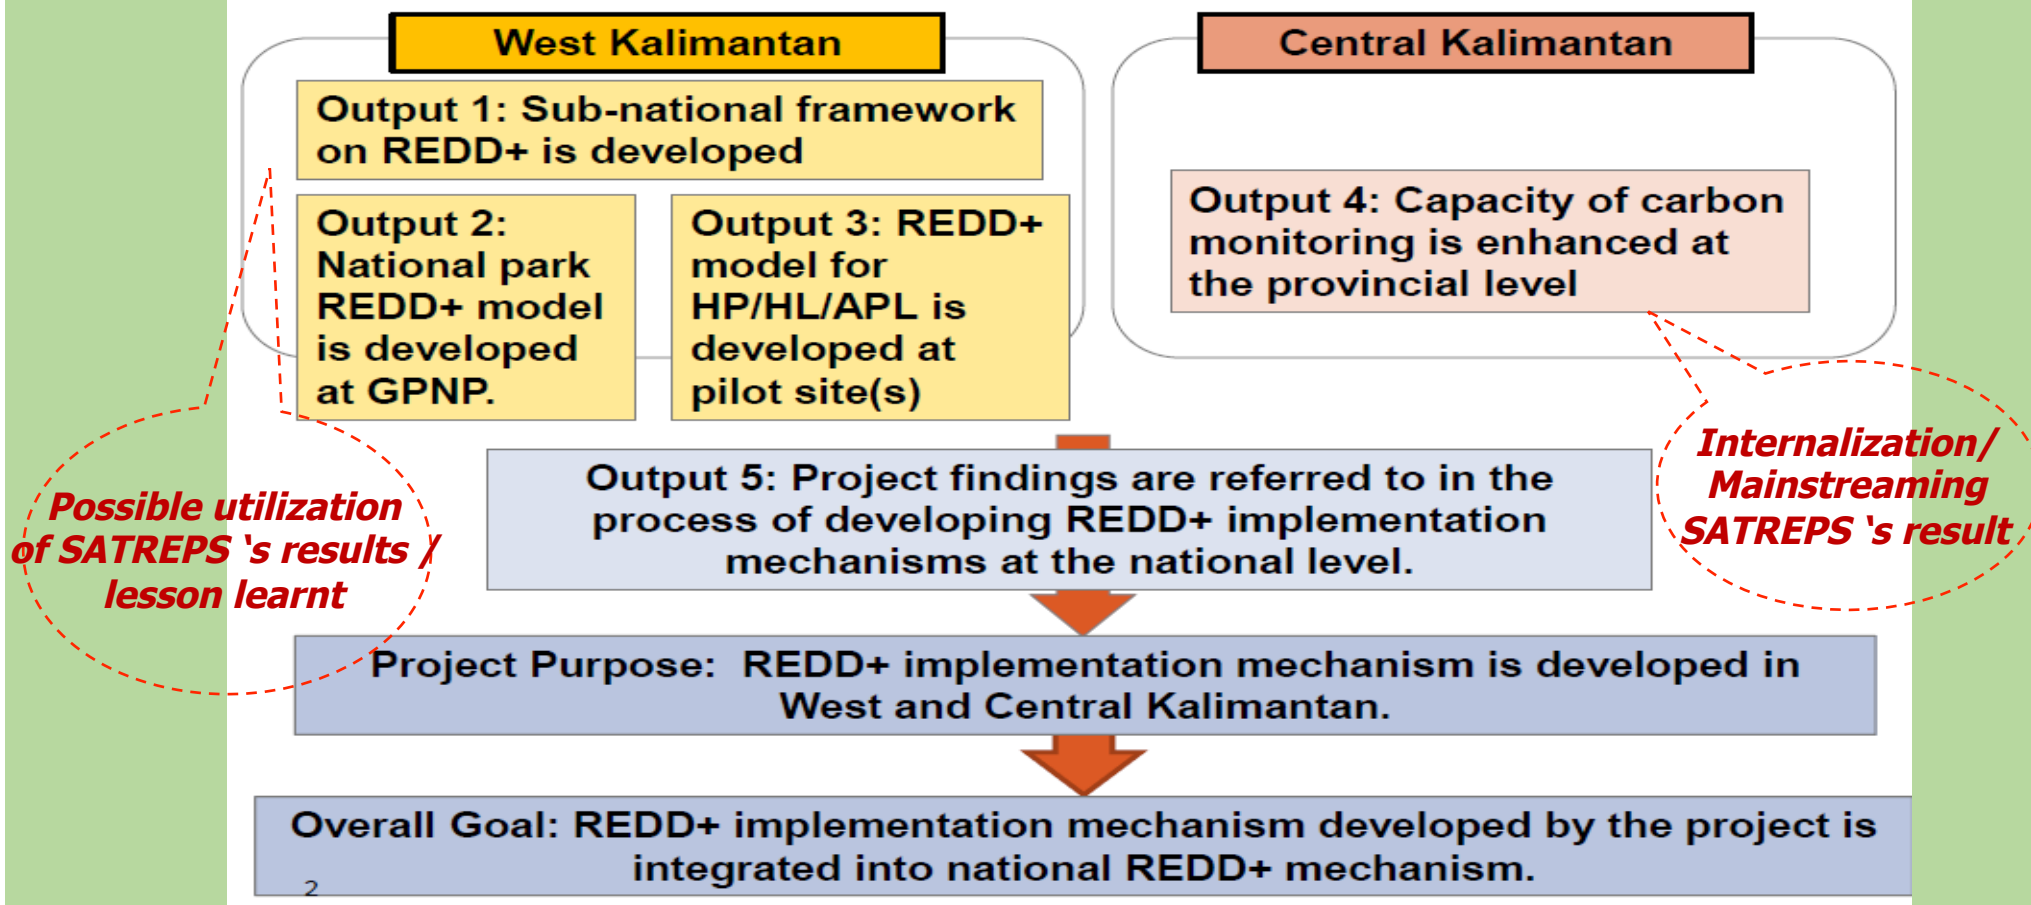 West Kalimantan
Output 1: Sub-national framework
on REDD+ is developed
Output 2:
National park
REDD+ model
is developed
at GPNP.
Output 3: REDD+
model for
HP/HL/APL is
developed at
pilot site(s)
Central Kalimantan
Output 4: Capacity of carbon
monitoring is enhanced at
the provincial level
Possible utilization
of SATREPS ‘s results /
lesson learnt
Internalization/
Mainstreaming
SATREPS ‘s result
Output 5: Project findings are referred to in the
process of developing REDD+ implementation
mechanisms at the national level.
Project Purpose:  REDD+ implementation mechanism is developed in
West and Central Kalimantan.
Overall Goal: REDD+ implementation mechanism developed by the project is
integrated into national REDD+ mechanism.
2